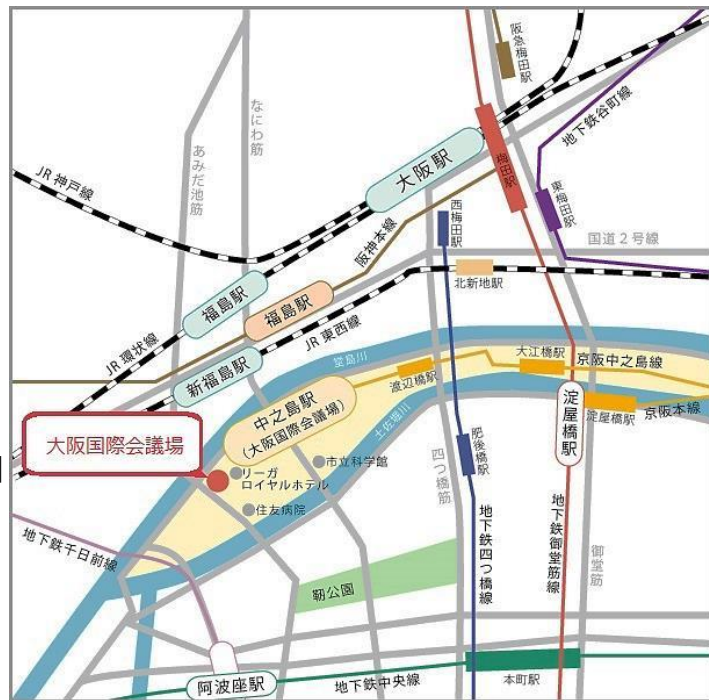 阪急梅田駅
なにわ筋
あみだ池筋
JR神戸線
大阪駅
梅田駅
地下鉄谷町線
東梅田駅
西梅田駅
阪神本線
国道2号線
北新地駅
福島駅
福島駅
JR環状線
JR東西線
新福島駅
堂島川
大江橋駅
京阪中之島線
渡辺橋駅
中之島駅
(大阪国際会議場)
淀屋橋駅
淀屋橋駅
京阪本線
土佐堀川
大阪国際会議場
リーガ
ロイヤルホテル
市立科学館
住友病院
四つ橋筋
肥後橋駅
地下鉄千日前線
地下鉄四つ橋線
地下鉄御堂筋線
御堂筋
靭公園
阿波座駅
地下鉄中央線
本町駅